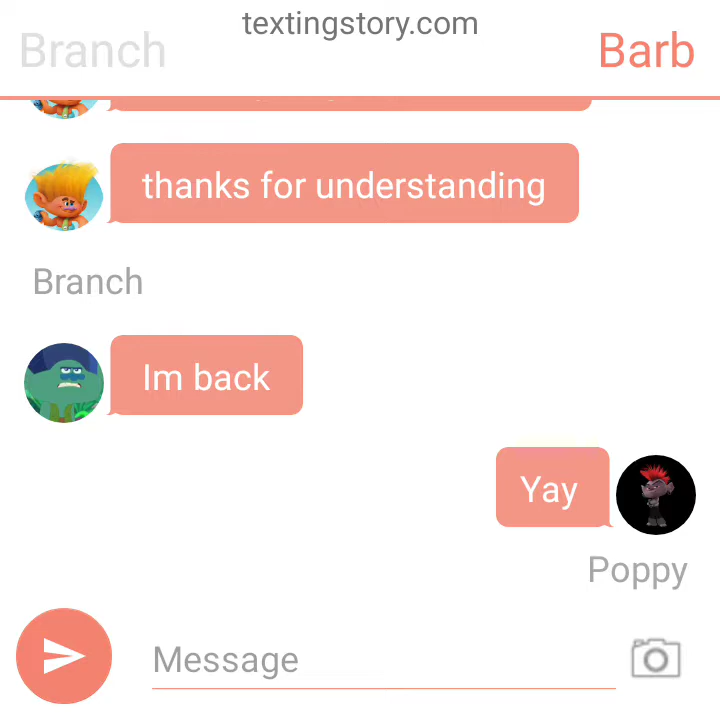 textingstory.com
Branch
Barb
thanks for understanding
Branch
Im back
Yay
Poppy
Message